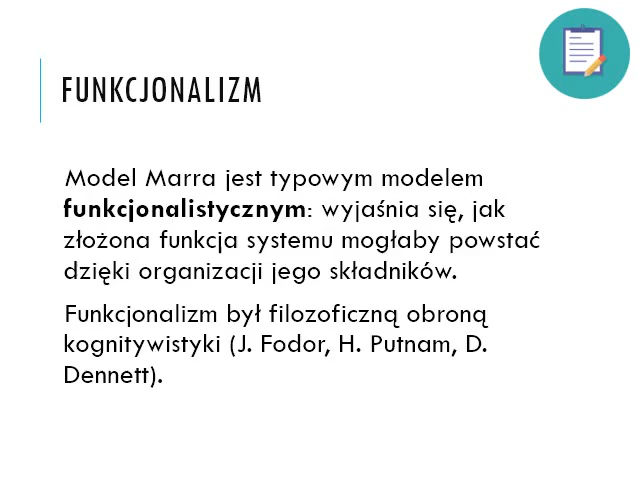 FUNKCJONALIZM
Model Marra jest typowym modelem
funkcjonalistycznym: wyjaśnia się, jak
złożona funkcja systemu mogłaby powstać
dzięki organizacji jego składników.
Funkcjonalizm był filozoficzną obroną
kognitywistyki (J. Fodor, H. Putnam, D.
Dennett).